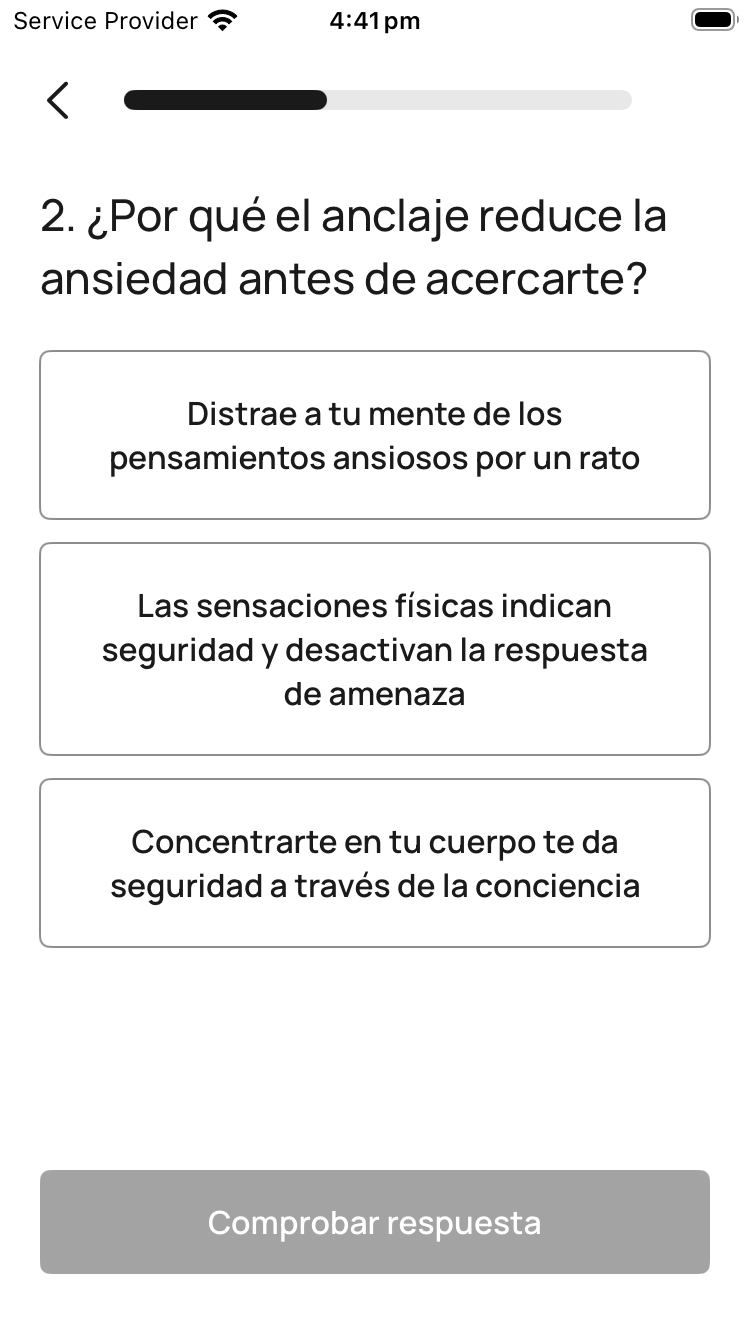 Service Provider 4:41 pm
2. ¿Por qué el anclaje reduce la
ansiedad antes de acercarte?
Distrae a tu mente de los
pensamientos ansiosos por un rato
Las sensaciones físicas indican
seguridad y desactivan la respuesta
de amenaza
Concentrarte en tu cuerpo te da
seguridad a través de la conciencia
Comprobar respuesta